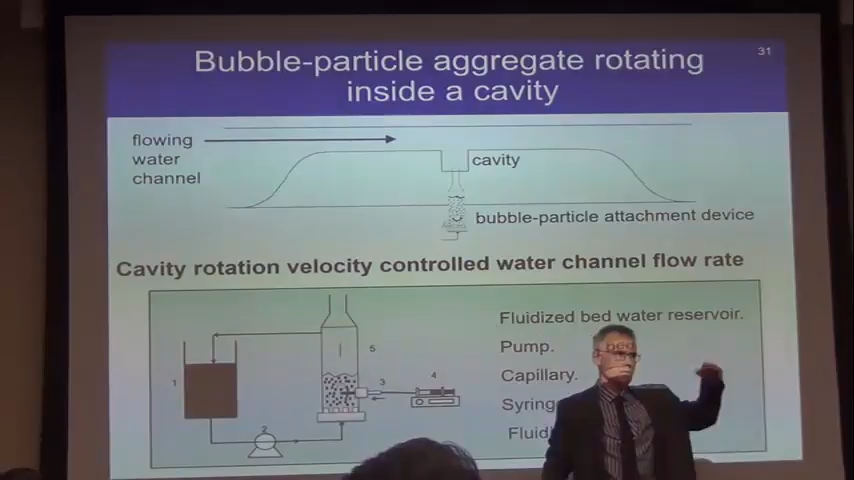 31
Bubble-particle aggregate rotating
inside a cavity
flowing
water
channel
cavity
bubble-particle attachment device
Cavity rotation velocity controlled water channel flow rate
Fluidized bed water reservoir.
Pump.
Capillary.
1
2
3
4
5